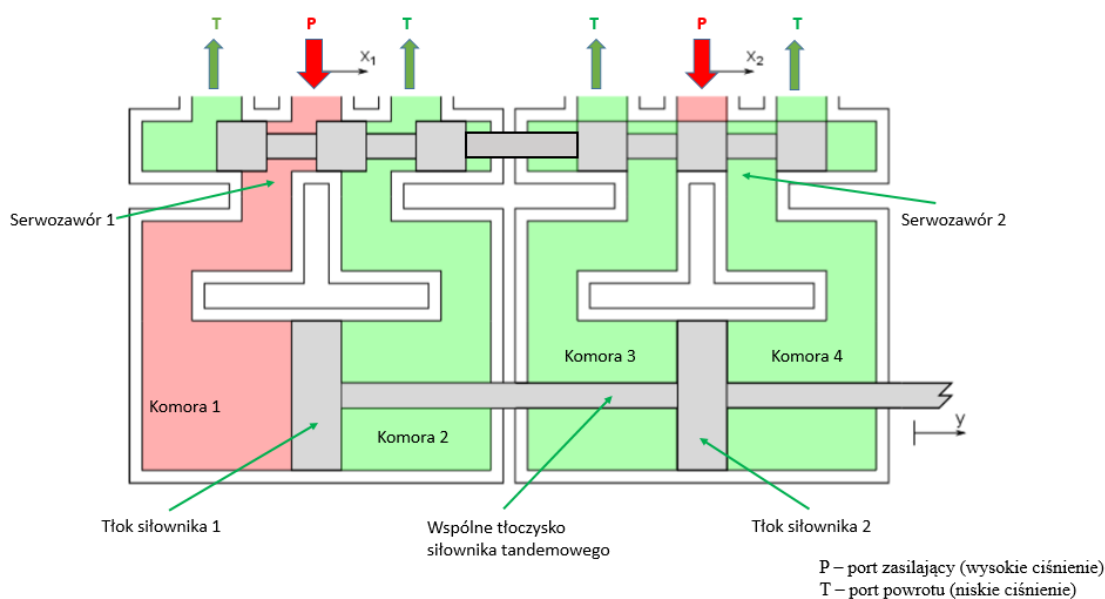 T P T T P T
x₁ x₂
Serwozawór 1
Serwozawór 2
Komora 3 Komora 4
Komora 1
Komora 2
y
Tłok siłownika 1
Wspólne tłoczysko
siłownika tandemowego
Tłok siłownika 2
P – port zasilający (wysokie ciśnienie)
T – port powrotu (niskie ciśnienie)